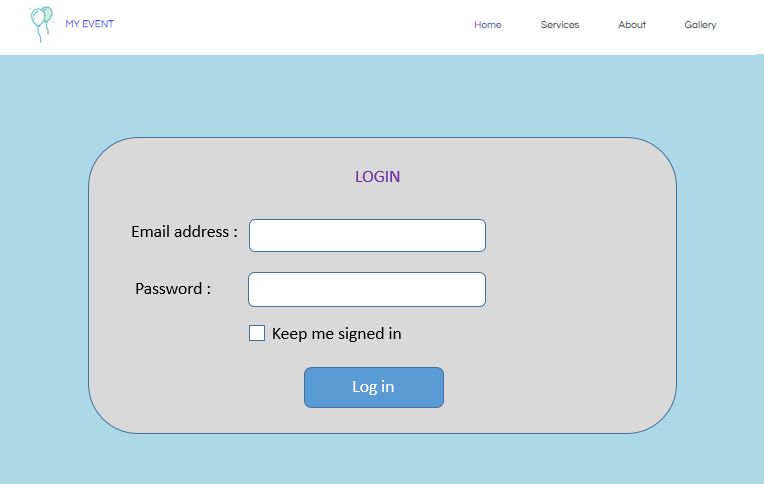 MY EVENT
Home Services About Gallery
LOGIN
Email address :
Password :
Keep me signed in
Log in